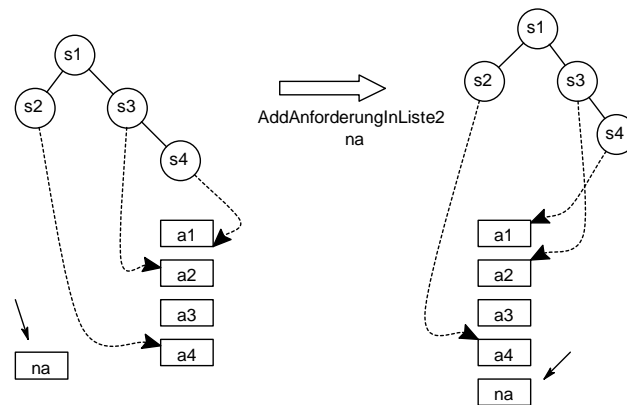 s1
s2
s3
s4
a1
a2
a3
a4
na
AddAnforderungInListe2
na
s1
s2
s3
s4
a1
a2
a3
a4
na